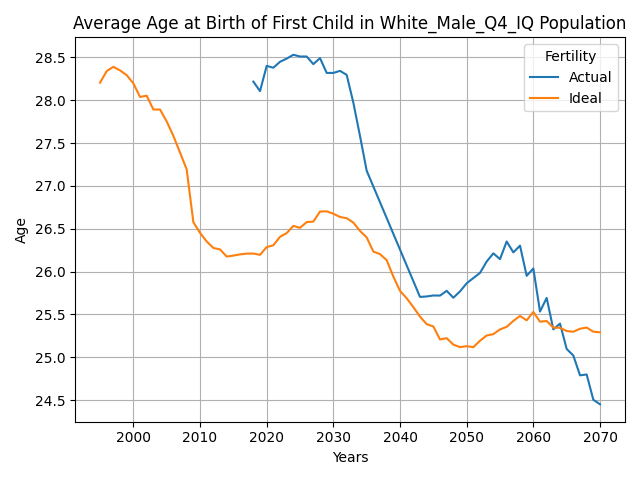 Average Age at Birth of First Child in White_Male_Q4_IQ Population
Fertility
Actual
Ideal
28.5
28.0
27.5
27.0
26.5
26.0
25.5
25.0
24.5
Age
2000 2010 2020 2030 2040 2050 2060 2070
Years